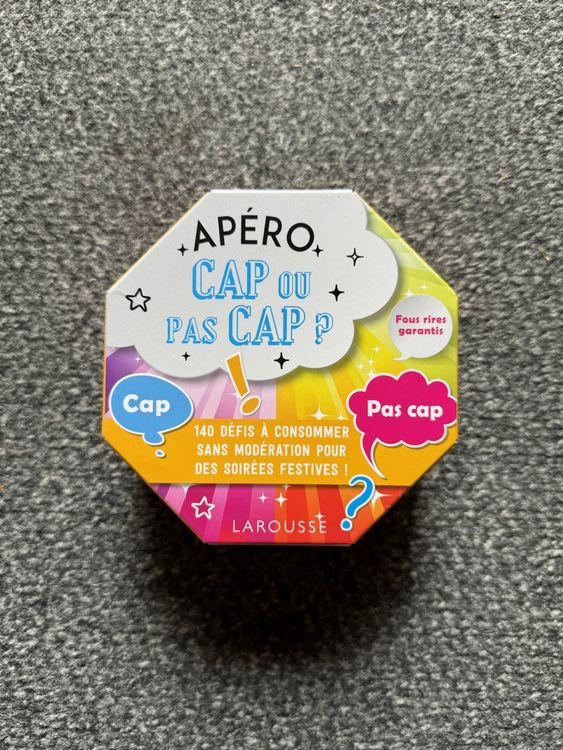 APÉRO
CAP OU
PAS CAP ?
Fous rires
garantis
!
Cap
Pas cap
140 DÉFIS À CONSOMMER
SANS MODÉRATION POUR
DES SOIRÉES FESTIVES !
?
LAROUSSE